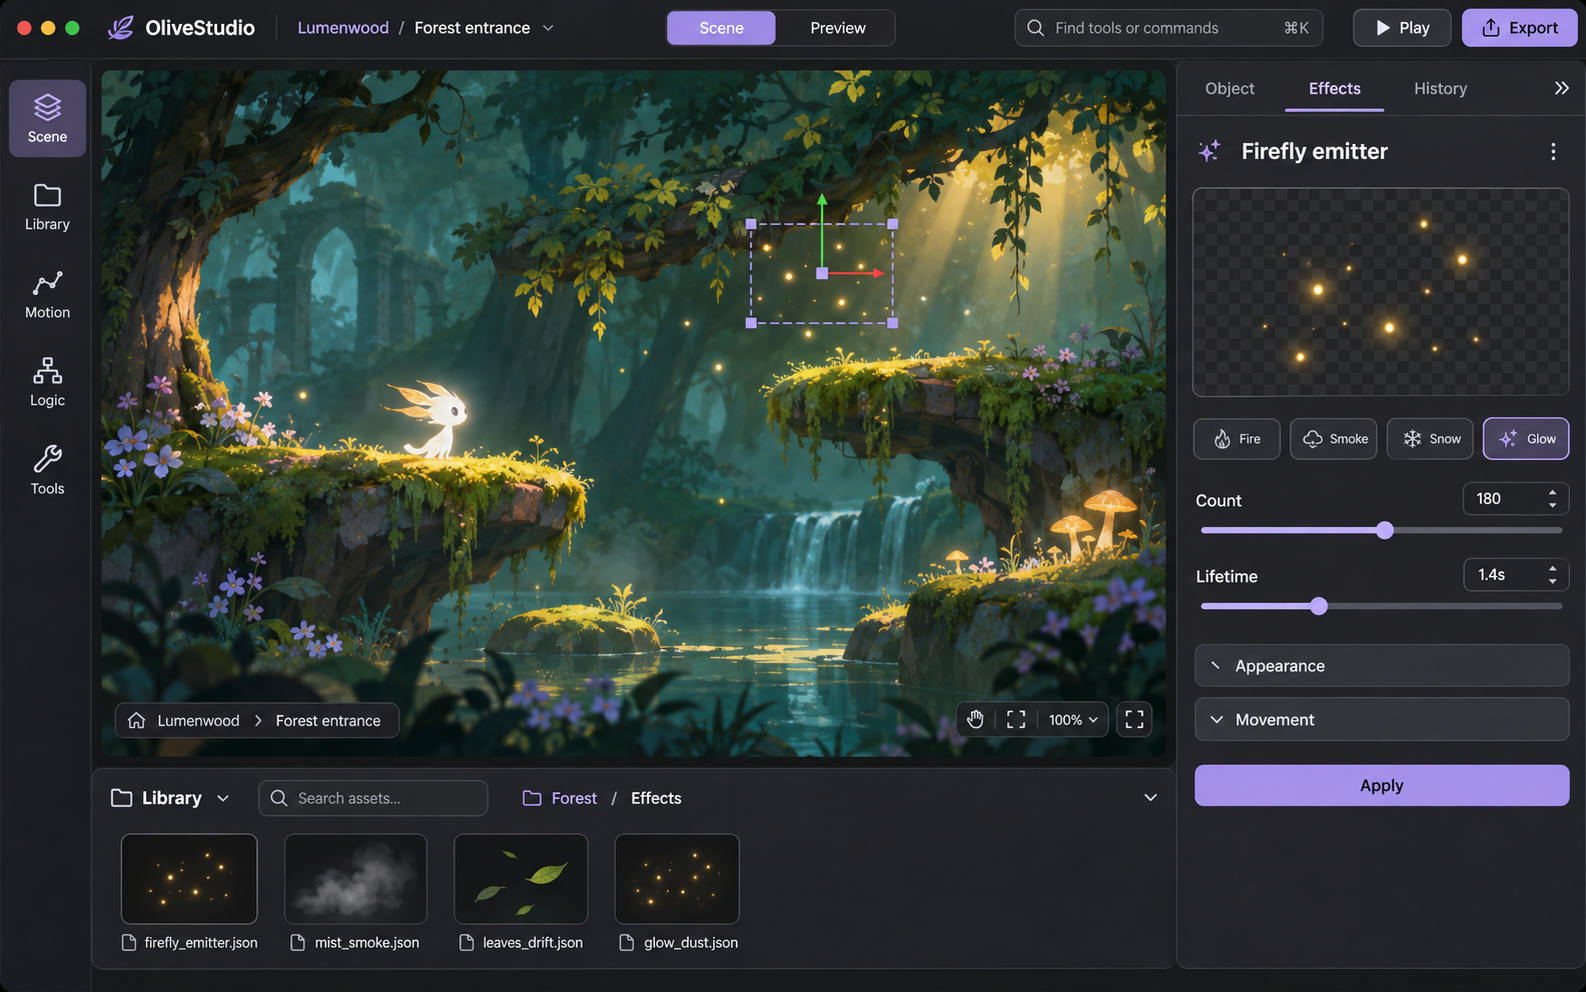 OliveStudio
Lumenwood / Forest entrance
Scene
Preview
Find tools or commands
⌘K
Play
Export
Scene
Library
Motion
Logic
Tools
Object
Effects
History
Firefly emitter
Fire
Smoke
Snow
Glow
Count
180
Lifetime
1.4s
Appearance
Movement
Apply
Lumenwood > Forest entrance
100%
Library
Search assets...
Forest / Effects
firefly_emitter.json
mist_smoke.json
leaves_drift.json
glow_dust.json